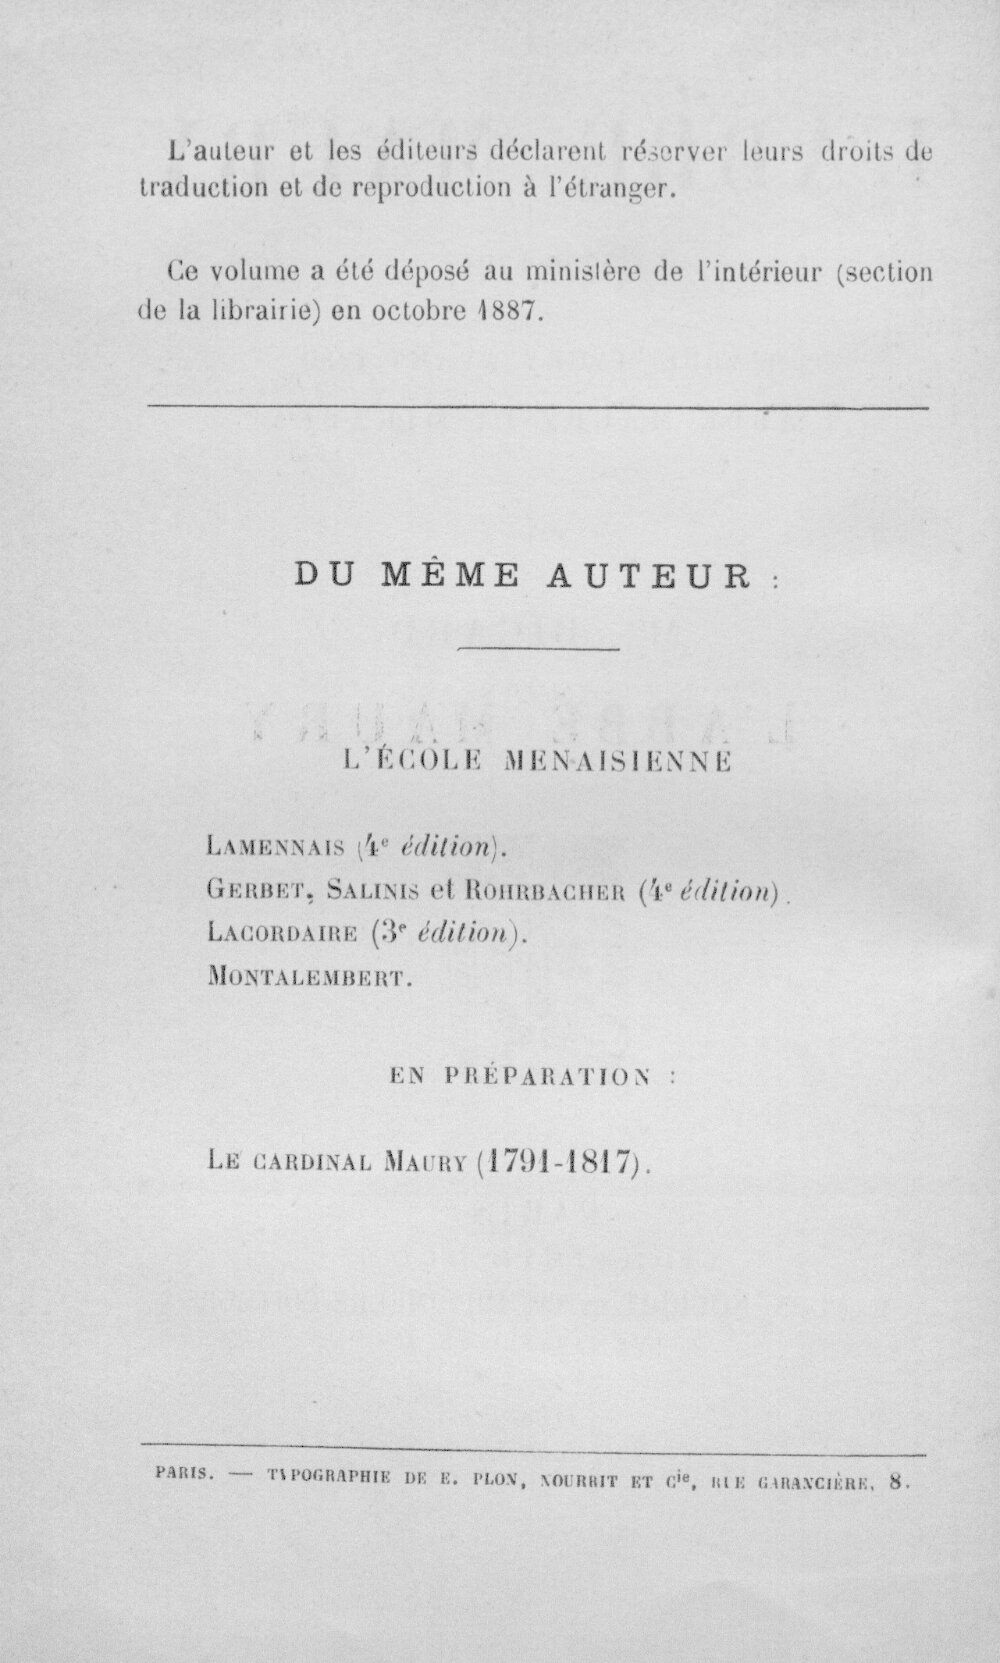 L'auteur et les éditeurs déclarent réserver leurs droits de
traduction et de reproduction à l'étranger.
Ce volume a été déposé au ministère de l'intérieur (section
de la librairie) en octobre 1887.
DU MÊME AUTEUR :
L'ÉCOLE MENAISIENNE
LAMENNAIS (4e édition).
GERBET, SALINIS et ROHRBACHER (4e édition).
LACORDAIRE (3e édition).
MONTALEMBERT.
EN PRÉPARATION :
LE CARDINAL MAURY (1791-1817).
PARIS. — TYPOGRAPHIE DE E. PLON, NOURRIT ET Cie, RUE GARANCIÈRE, 8.